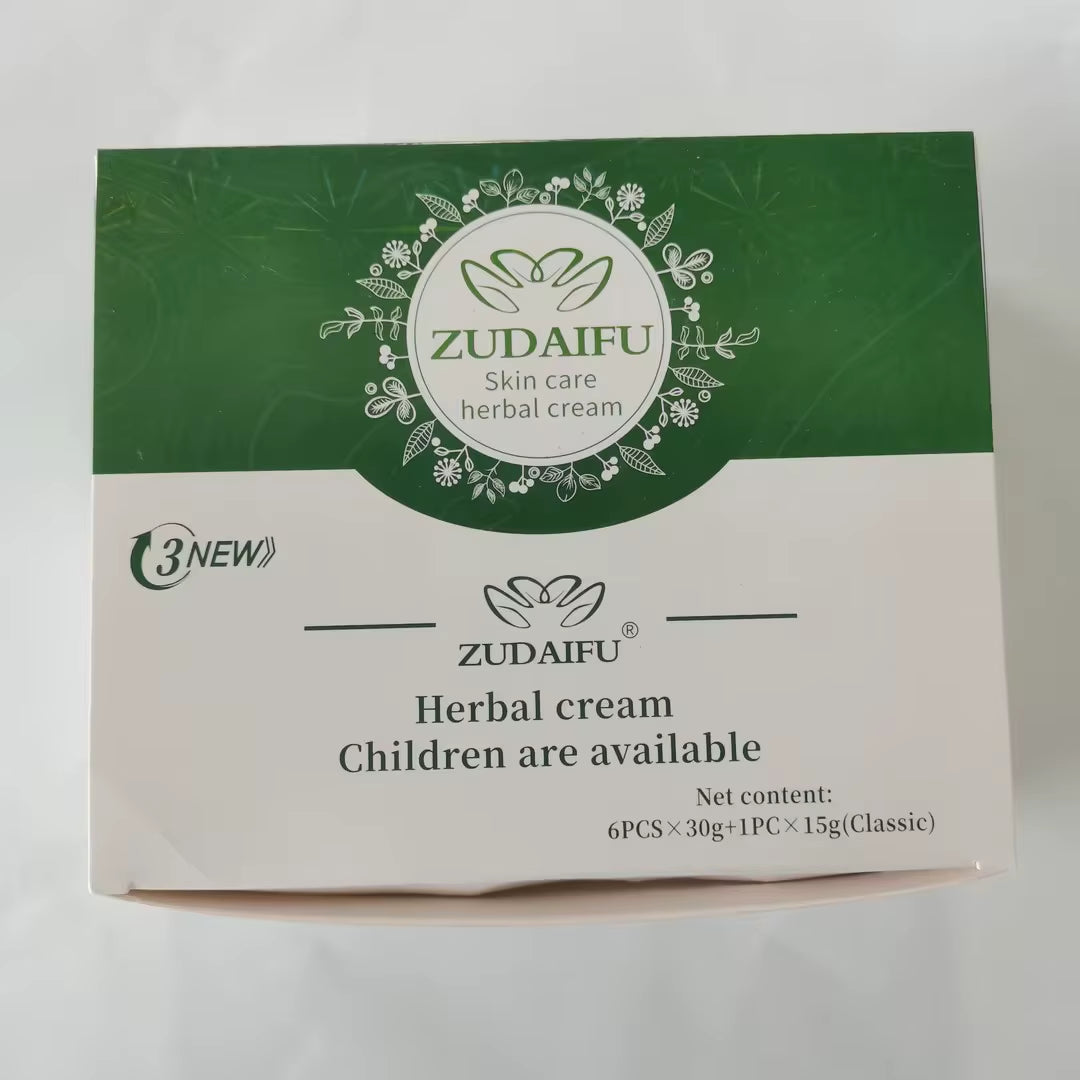 ZUDAIFU
Skin care
herbal cream
3NEW》
ZUDAIFU®
Herbal cream
Children are available
Net content:
6PCS×30g+1PC×15g(Classic)